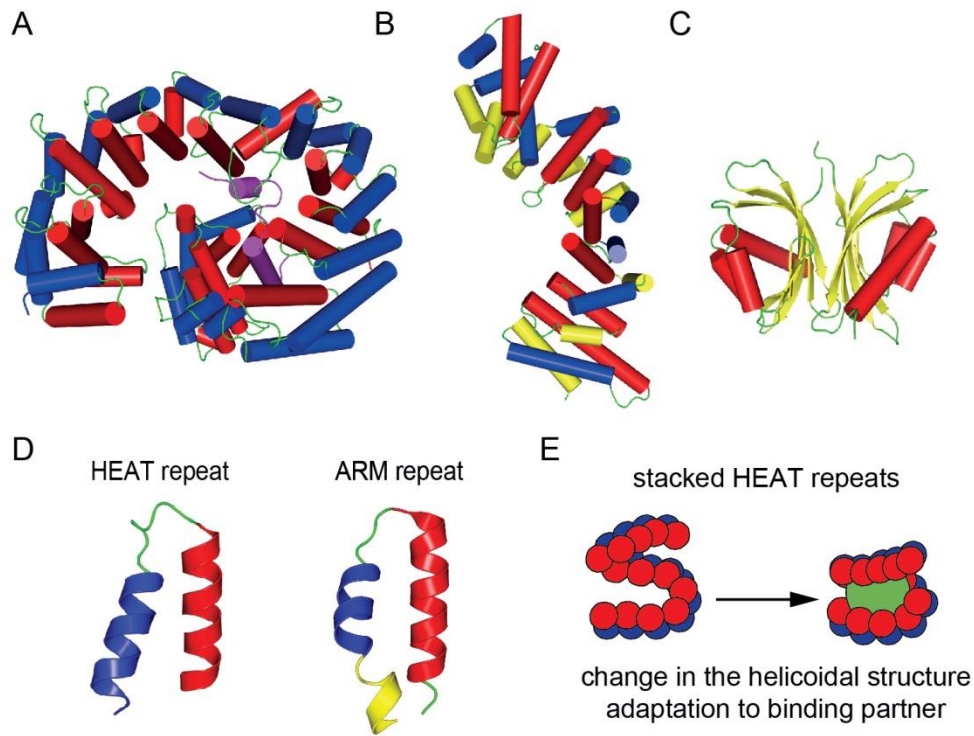 A
B
C
D
HEAT repeat
ARM repeat
E
stacked HEAT repeats
change in the helicoidal structure
adaptation to binding partner